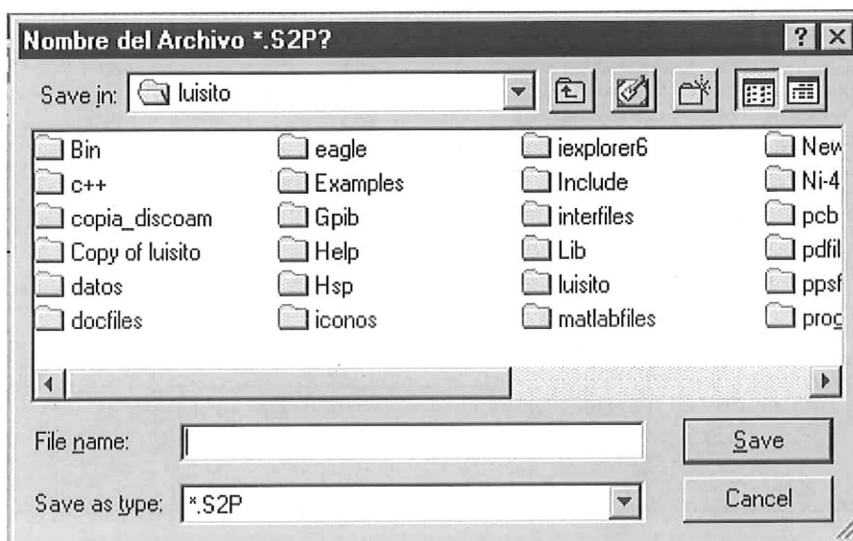 Nombre del Archivo *.S2P?
Save in: luisito
Bin
c++
copia_discoam
Copy of luisito
datos
docfiles
eagle
Examples
Gpib
Help
Hsp
iconos
iexplorer6
Include
interfiles
Lib
luisito
matlabfiles
New
Ni-4
pcb
pdfil
ppsf
prog
File name:
Save
Save as type: *.S2P
Cancel